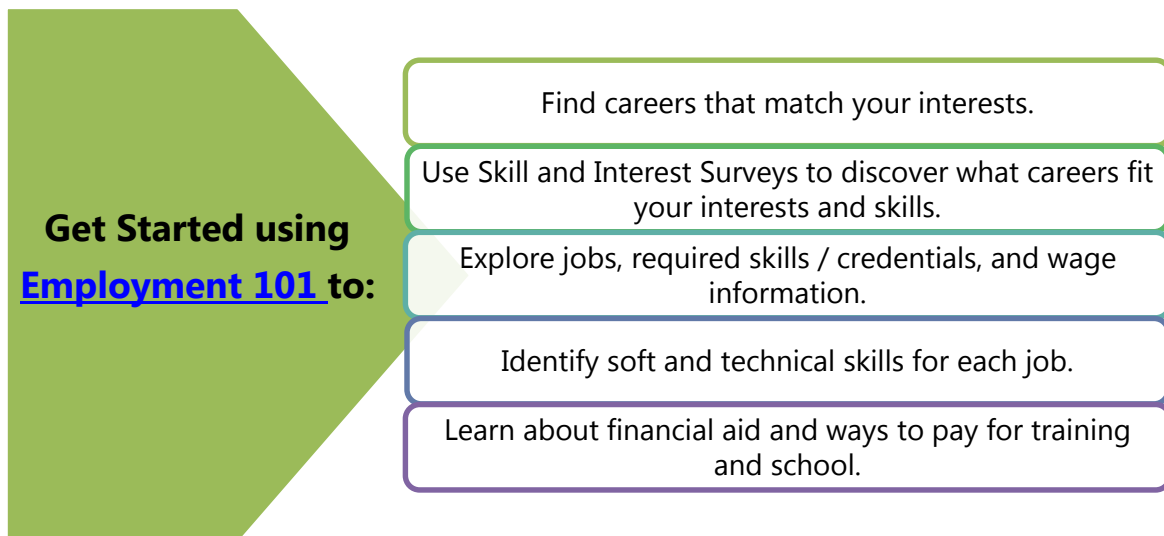 Get Started using
Employment 101 to:
Find careers that match your interests.
Use Skill and Interest Surveys to discover what careers fit
your interests and skills.
Explore jobs, required skills / credentials, and wage
information.
Identify soft and technical skills for each job.
Learn about financial aid and ways to pay for training
and school.